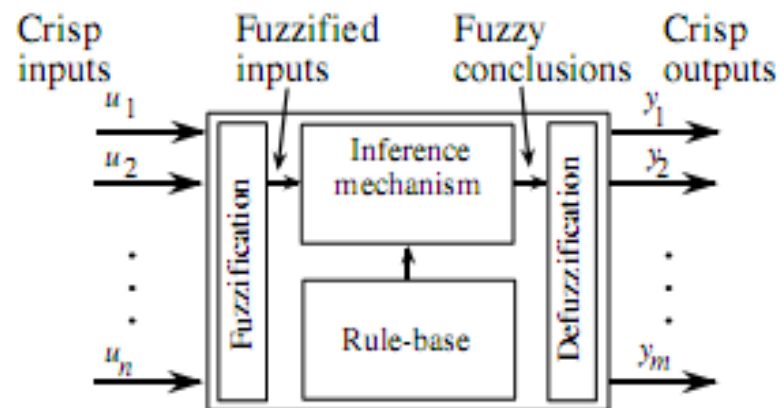 Crisp
inputs
Fuzzified
inputs
Fuzzy
conclusions
Crisp
outputs
u1
u2
un
Fuzzification
Inference
mechanism
Rule-base
Defuzzification
y1
y2
ym